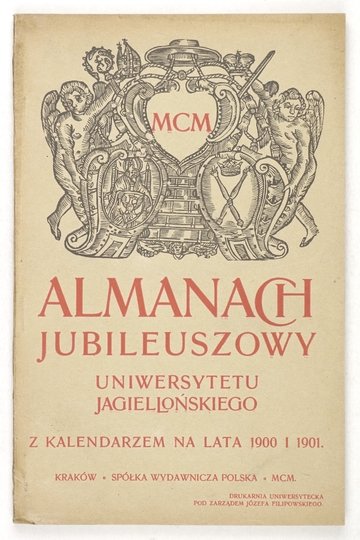 MCM
ALMANACH
JUBILEUSZOWY
UNIWERSYTETU
JAGIELLOŃSKIEGO
Z KALENDARZEM NA LATA 1900 I 1901.
KRAKÓW • SPÓŁKA WYDAWNICZA POLSKA • MCM.
DRUKARNIA UNIWERSYTECKA
POD ZARZĄDEM JÓZEFA FILIPOWSKIEGO.